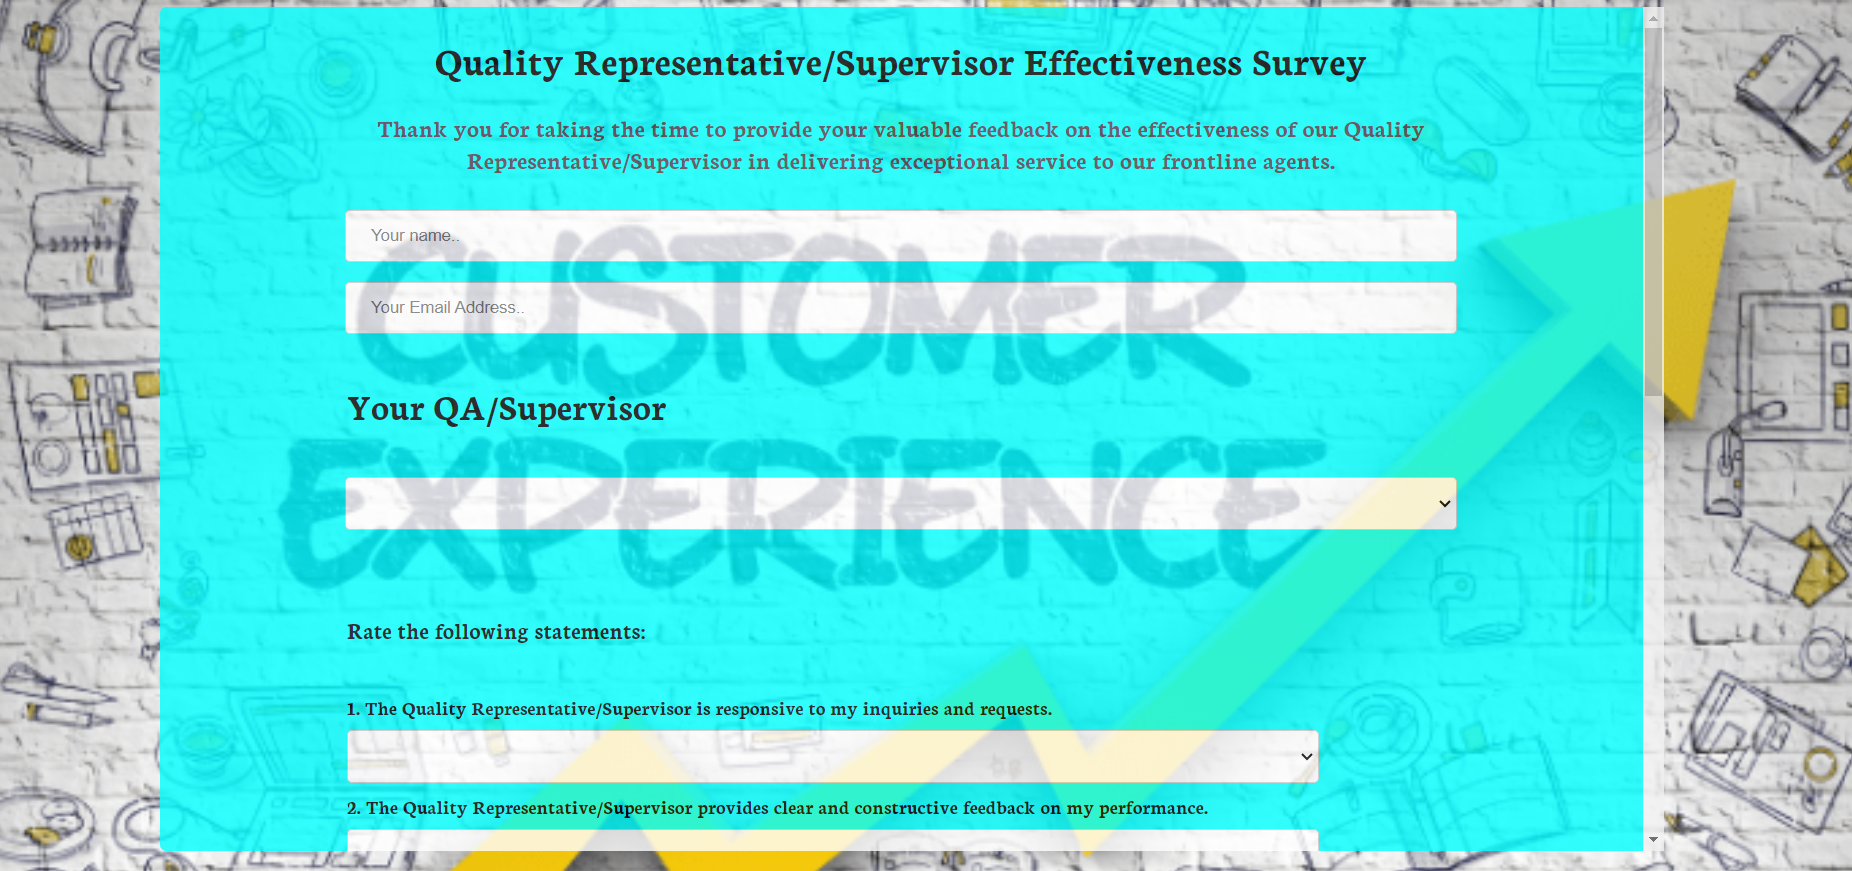 Quality Representative/Supervisor Effectiveness Survey
Thank you for taking the time to provide your valuable feedback on the effectiveness of our Quality
Representative/Supervisor in delivering exceptional service to our frontline agents.
Your name..
CUSTOMER
Your Email Address..
Your QA/Supervisor
EXPERIENCE
Rate the following statements:
1. The Quality Representative/Supervisor is responsive to my inquiries and requests.
2. The Quality Representative/Supervisor provides clear and constructive feedback on my performance.